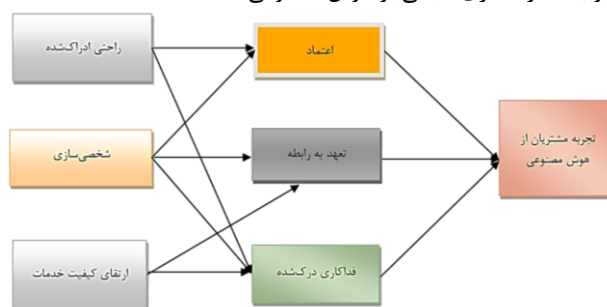 راحتی ادراک‌شده
اعتماد
شخصی‌سازی
تعهد به رابطه
تجربه مشتریان از
هوش مصنوعی
ارتقای کیفیت خدمات
فداکاری درک‌شده